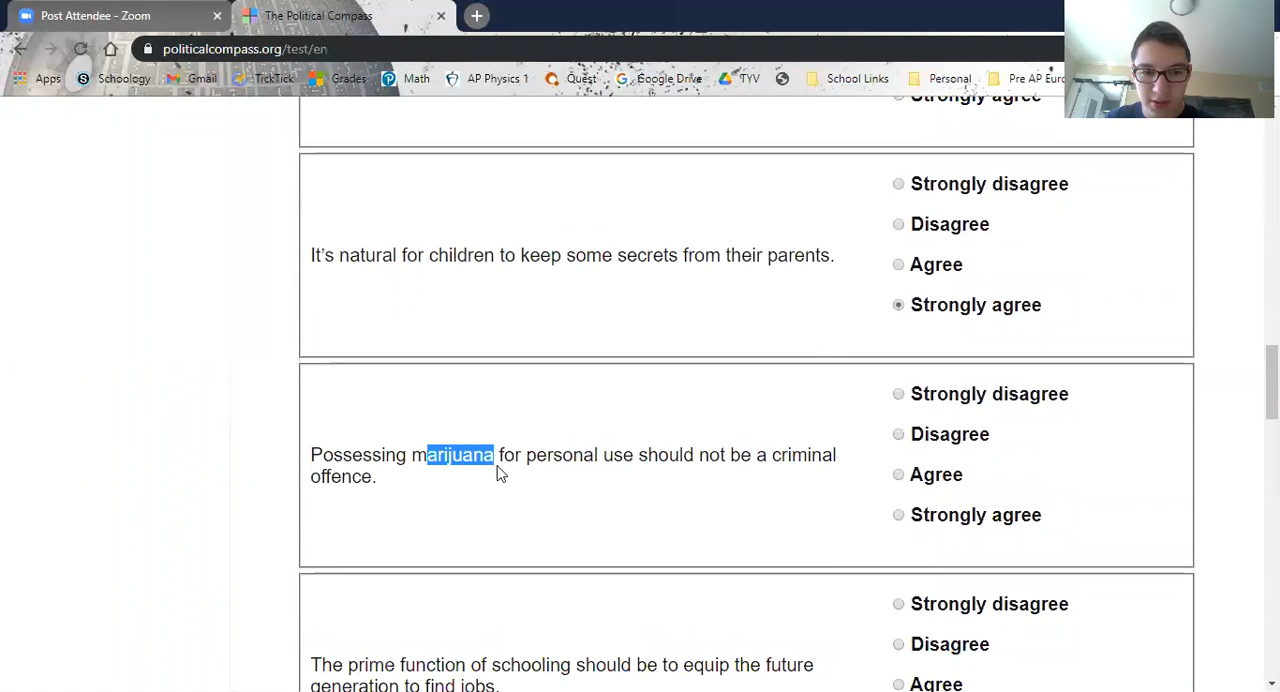 Post Attendee - Zoom
The Political Compass
politicalcompass.org/test/en
Apps
Schoology
Gmail
TickTick
Grades
Math
AP Physics 1
Quest
Google Drive
TYV
School Links
Personal
Pre AP Euro
Strongly agree
It's natural for children to keep some secrets from their parents.
Strongly disagree
Disagree
Agree
Strongly agree
Possessing marijuana for personal use should not be a criminal
offence.
Strongly disagree
Disagree
Agree
Strongly agree
The prime function of schooling should be to equip the future
generation to find jobs.
Strongly disagree
Disagree
Agree